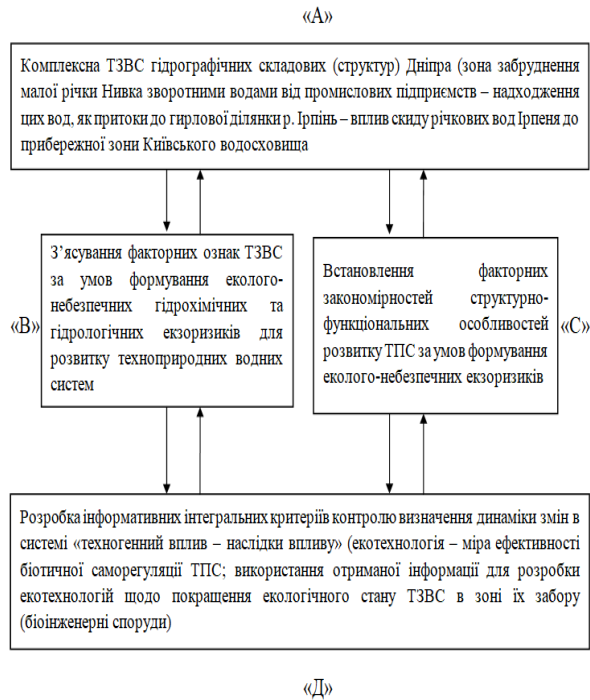 «А»
Комплексна ТЗВС гідрографічних складових (структур) Дніпра (зона забруднення
малої річки Нивка зворотними водами від промислових підприємств – надходження
цих вод, як притоки до гирлової ділянки р. Ірпінь – вплив скиду річкових вод Ірпеня до
прибережної зони Київського водосховища
«В»
З’ясування факторних ознак ТЗВС
за умов формування еколого-
небезпечних гідрохімічних та
гідрологічних екзоризиків для
розвитку технoприродних водних
систем
Встановлення факторних
закономірностей структурно-
функціональних особливостей
розвитку ТПС за умов формування
еколого-небезпечних екзоризиків
«С»
Розробка інформативних інтегральних критеріїв контролю визначення динаміки змін в
системі «техногенний вплив – наслідки впливу» (екотехнологія – міра ефективності
біотичної саморегуляції ТПС; використання отриманої інформації для розробки
екотехнологій щодо покращення екологічного стану ТЗВС в зоні їх забору
(біоінженерні споруди)
«Д»